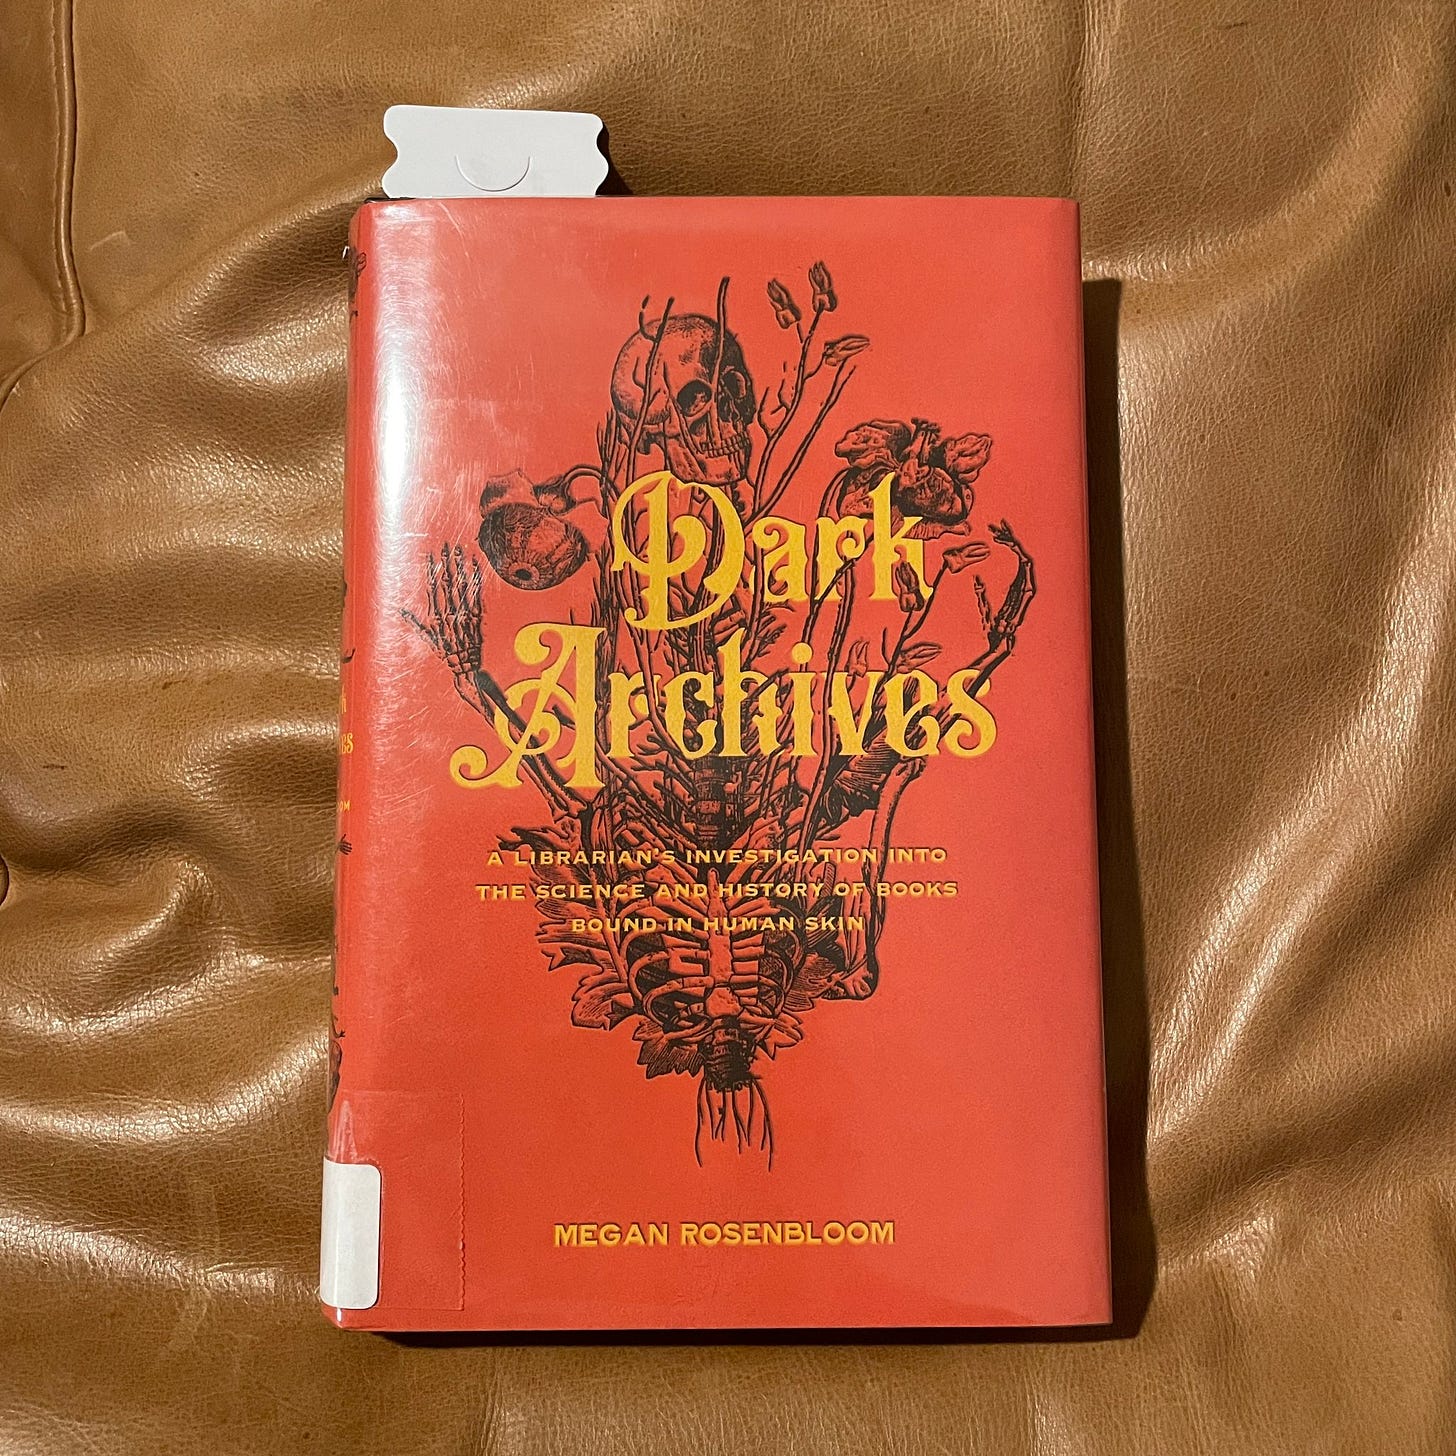 Dark
Archives
A LIBRARIAN'S INVESTIGATION INTO
THE SCIENCE AND HISTORY OF BOOKS
BOUND IN HUMAN SKIN
MEGAN ROSENBLOOM